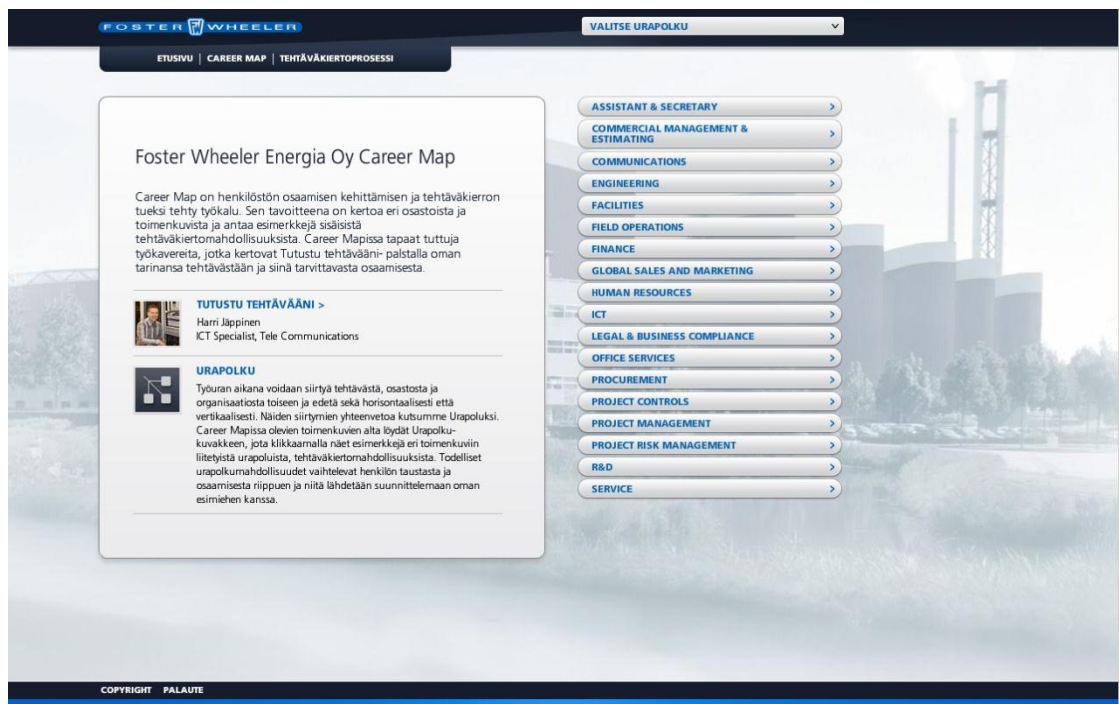 FOSTER WHEELER
VALITSE URAPOLKU
ETUSIVU | CAREER MAP | TEHTÄVÄKIERTOPROSESSI
Foster Wheeler Energia Oy Career Map
Career Map on henkilöstön osaamisen kehittämisen ja tehtäväkierron
tueksi tehty työkalu. Sen tavoitteena on kertoa eri osastoista ja
toimenkuvista ja antaa esimerkkejä sisäisistä
tehtäväkiertomahdollisuuksista. Career Mapissa tapaat tuttuja
työkavereita, jotka kertovat Tutustu tehtävääni- palstalla oman
tarinansa tehtävästään ja siinä tarvittavasta osaamisesta.
TUTUSTU TEHTÄVÄÄNI >
Harri Jäppinen
ICT Specialist, Tele Communications
URAPOLKU
Työuran aikana voidaan siirtyä tehtävästä, osastosta ja
organisaatiosta toiseen ja edetä sekä horisontaalisesti että
vertikaalisesti. Näiden siirtymien yhteenvetoa kutsumme Urapoluksi.
Career Mapissa olevien toimenkuvien alta löydät Urapolku-
kuvakkeen, jota klikkaamalla näet esimerkkejä eri toimenkuviin
liitetyistä urapoluista, tehtäväkiertomahdollisuuksista. Todelliset
urapolkumahdollisuudet vaihtelevat henkilön taustasta ja
osaamisesta riippuen ja niitä lähdetään suunnittelemaan oman
esimiehen kanssa.
ASSISTANT & SECRETARY
COMMERCIAL MANAGEMENT &
ESTIMATING
COMMUNICATIONS
ENGINEERING
FACILITIES
FIELD OPERATIONS
FINANCE
GLOBAL SALES AND MARKETING
HUMAN RESOURCES
ICT
LEGAL & BUSINESS COMPLIANCE
OFFICE SERVICES
PROCUREMENT
PROJECT CONTROLS
PROJECT MANAGEMENT
PROJECT RISK MANAGEMENT
R&D
SERVICE
COPYRIGHT PALAUTE